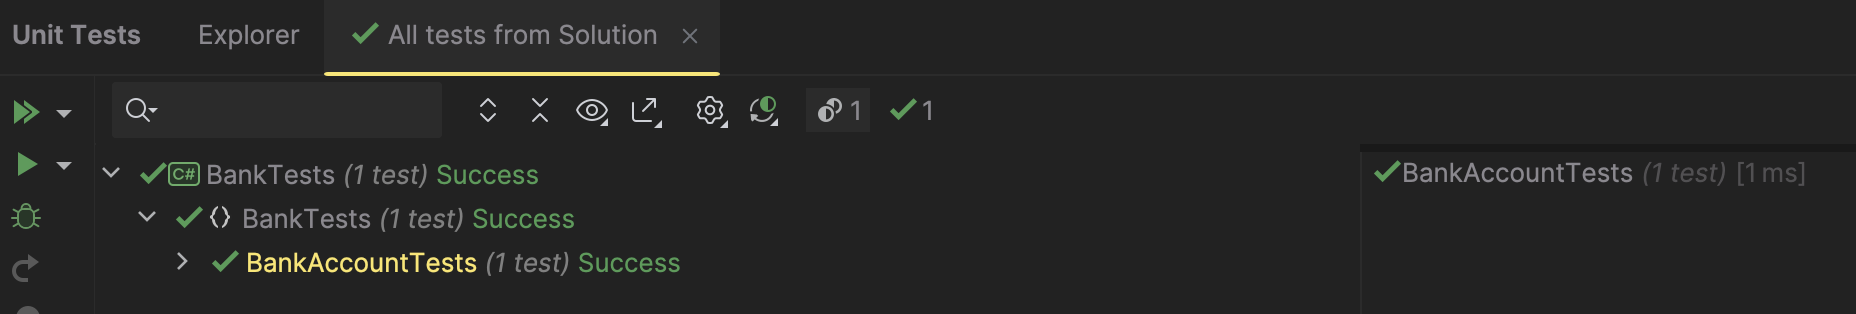 Unit Tests Explorer All tests from Solution
1 1
C# BankTests (1 test) Success
BankTests (1 test) Success
BankAccountTests (1 test) Success
BankAccountTests (1 test) [1 ms]